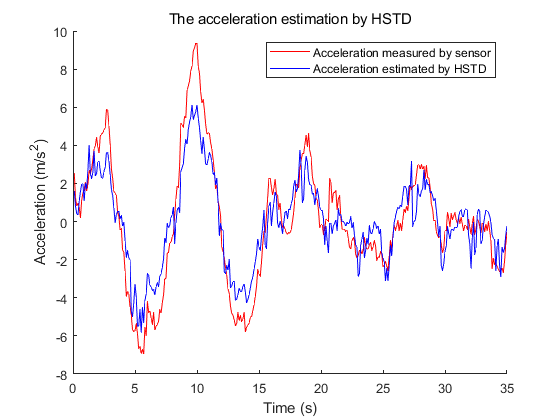 The acceleration estimation by HSTD
Acceleration measured by sensor
Acceleration estimated by HSTD
Acceleration (m/s²)
10
8
6
4
2
0
-2
-4
-6
-8
0 5 10 15 20 25 30 35
Time (s)